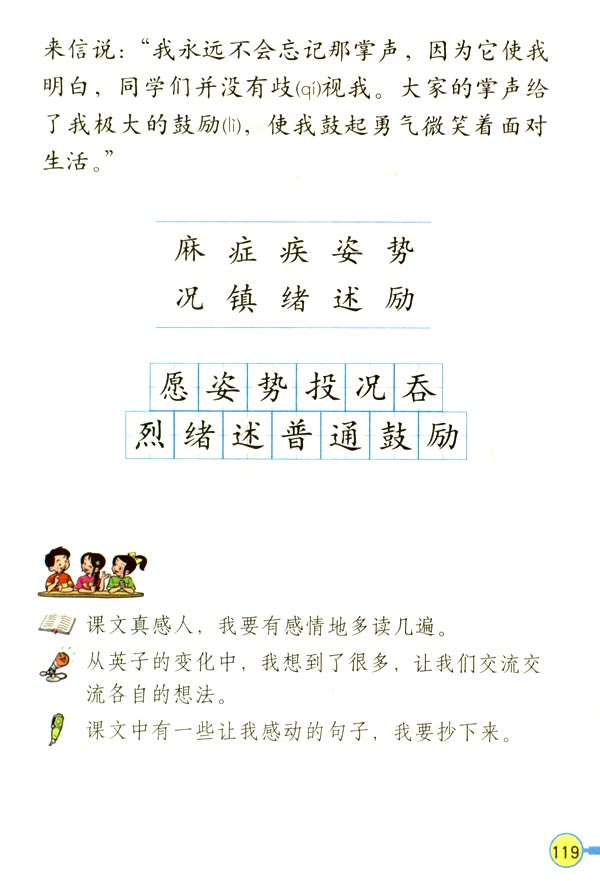 来信说：“我永远不会忘记那掌声，因为它使我
明白，同学们并没有歧(qí)视我。大家的掌声给
了我极大的鼓励(lì)，使我鼓起勇气微笑着面对
生活。”
麻 症 疾 姿 势
况 镇 绪 述 励
愿姿势投况吞
烈绪述普通鼓励
课文真感人，我要有感情地多读几遍。
从英子的变化中，我想到了很多，让我们交流交
流各自的想法。
课文中有一些让我感动的句子，我要抄下来。
119